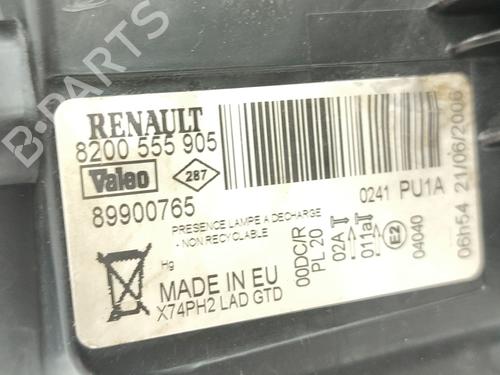 RENAULT
8200 555 905
Valeo
287
89900765
0241 PU1A
PRESENCE LAMPE A DECHARGE
- NON RECYCLABLE
Hg
MADE IN EU
X74PH2 LAD GTD
00DC/R
PL 20
02A
011a
E2
04040
06h54 21/06/2006
B-PARTS